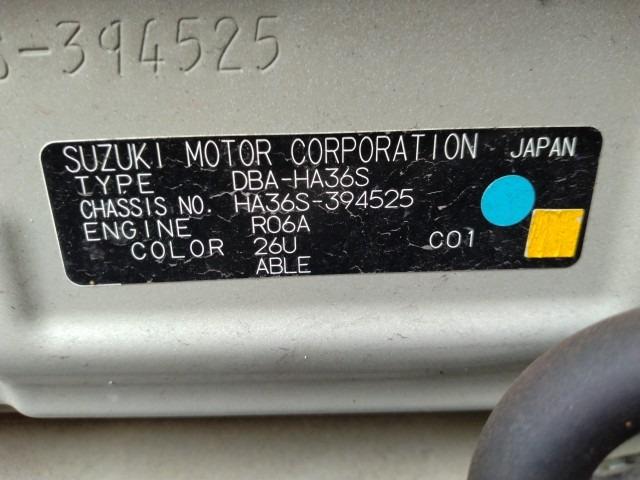 -394525
SUZUKI MOTOR CORPORATION JAPAN
TYPE DBA-HA36S
CHASSIS NO. HA36S-394525
ENGINE R06A
COLOR 26U C01
ABLE